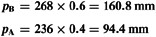 p_B = 268 × 0.6 = 160.8 mm
p_A = 236 × 0.4 = 94.4 mm